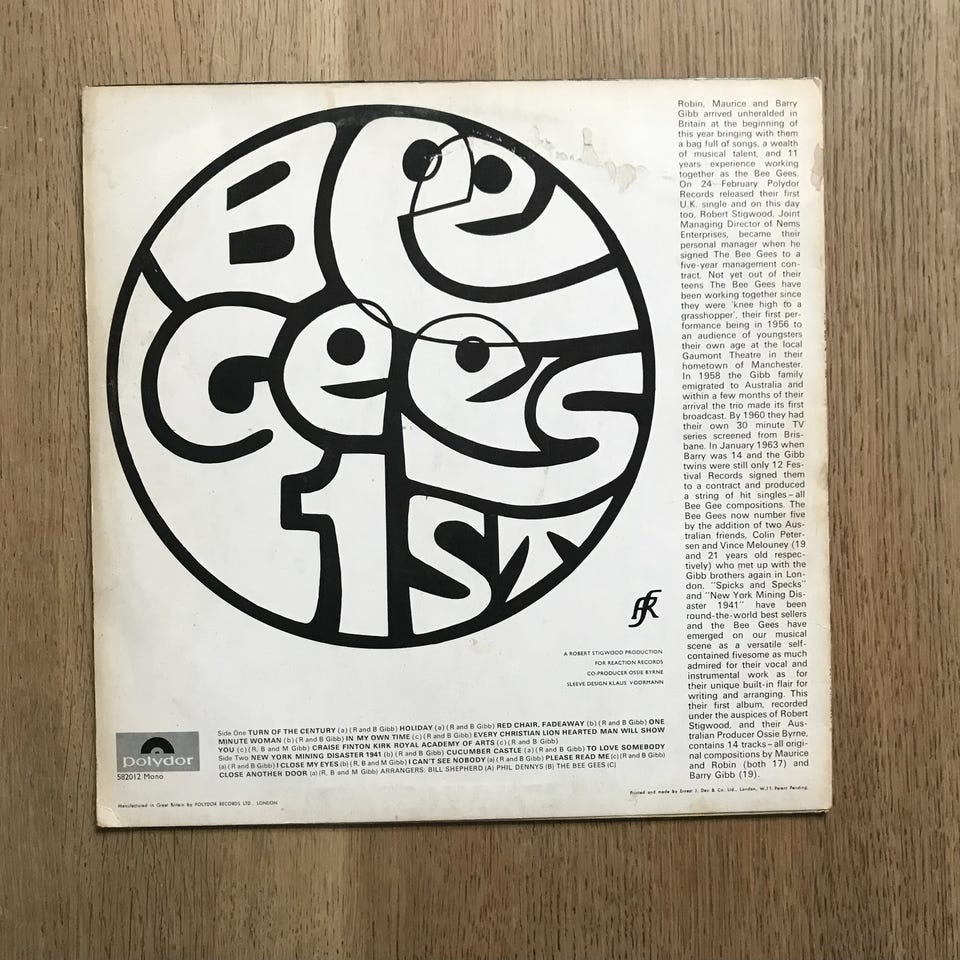 Bee
Gees
1ST
Robin, Maurice and Barry
Gibb arrived unheralded in
Britain at the beginning of
this year bringing with them
a bag full of songs, a wealth
of musical talent, and 11
years experience working
together as the Bee Gees.
On 24 February Polydor
Records released their first
U.K. single and on this day
too, Robert Stigwood, Joint
Managing Director of Nems
Enterprises, became their
personal manager when he
signed The Bee Gees to a
five-year management con-
tract. Not yet out of their
teens The Bee Gees have
been working together since
they were 'knee high to a
grasshopper', their first per-
formance being in 1956 to
an audience of youngsters
their own age at the local
Gaumont Theatre in their
hometown of Manchester.
In 1958 the Gibb family
emigrated to Australia and
within a few months of their
arrival the trio made its first
broadcast. By 1960 they had
their own 30 minute TV
series screened from Bris-
bane. In January 1963 when
Barry was 14 and the Gibb
twins were still only 12 Fes-
tival Records signed them
to a contract and produced
a string of hit singles–all
Bee Gee compositions. The
Bee Gees now number five
by the addition of two Aus-
tralian friends, Colin Peter-
sen and Vince Melouney (19
and 21 years old respec-
tively) who met up with the
Gibb brothers again in Lon-
don. "Spicks and Specks"
and "New York Mining Dis-
aster 1941" have been
round-the-world best sellers
and the Bee Gees have
emerged on our musical
scene as a versatile self-
contained fivesome as much
admired for their vocal and
instrumental work as for
their unique built-in flair for
writing and arranging. This
their first album, recorded
under the auspices of Robert
Stigwood, and their Aus-
tralian Producer Ossie Byrne,
contains 14 tracks–all origi-
nal compositions by Maurice
and Robin (both 17) and
Barry Gibb (19).
A ROBERT STIGWOOD PRODUCTION
FOR REACTION RECORDS
CO-PRODUCER OSSIE BYRNE
SLEEVE DESIGN KLAUS VOORMANN
polydor
582012 Mono
Side One TURN OF THE CENTURY (a) (R and B Gibb) HOLIDAY (a) (R and B Gibb) RED CHAIR, FADEAWAY (b) (R and B Gibb) ONE
MINUTE WOMAN (b) (R and B Gibb) IN MY OWN TIME (c) (R and B Gibb) EVERY CHRISTIAN LION HEARTED MAN WILL SHOW
YOU (c) (R, B and M Gibb) CRAISE FINTON KIRK ROYAL ACADEMY OF ARTS (c) (R and B Gibb)
Side Two NEW YORK MINING DISASTER 1941 (b) (R and B Gibb) CUCUMBER CASTLE (a) (R and B Gibb) TO LOVE SOMEBODY
(a) (R and B Gibb) I CLOSE MY EYES (b) (R, B and M Gibb) I CAN'T SEE NOBODY (a) (R and B Gibb) PLEASE READ ME (c) (R and B Gibb)
CLOSE ANOTHER DOOR (a) (R, B and M Gibb) ARRANGERS: BILL SHEPHERD (A) PHIL DENNYS (B) THE BEE GEES (C)
Manufactured in Great Britain by POLYDOR RECORDS LTD., LONDON
Printed and made by Ernest J. Day & Co. Ltd., London, W.1 Patent Pending.